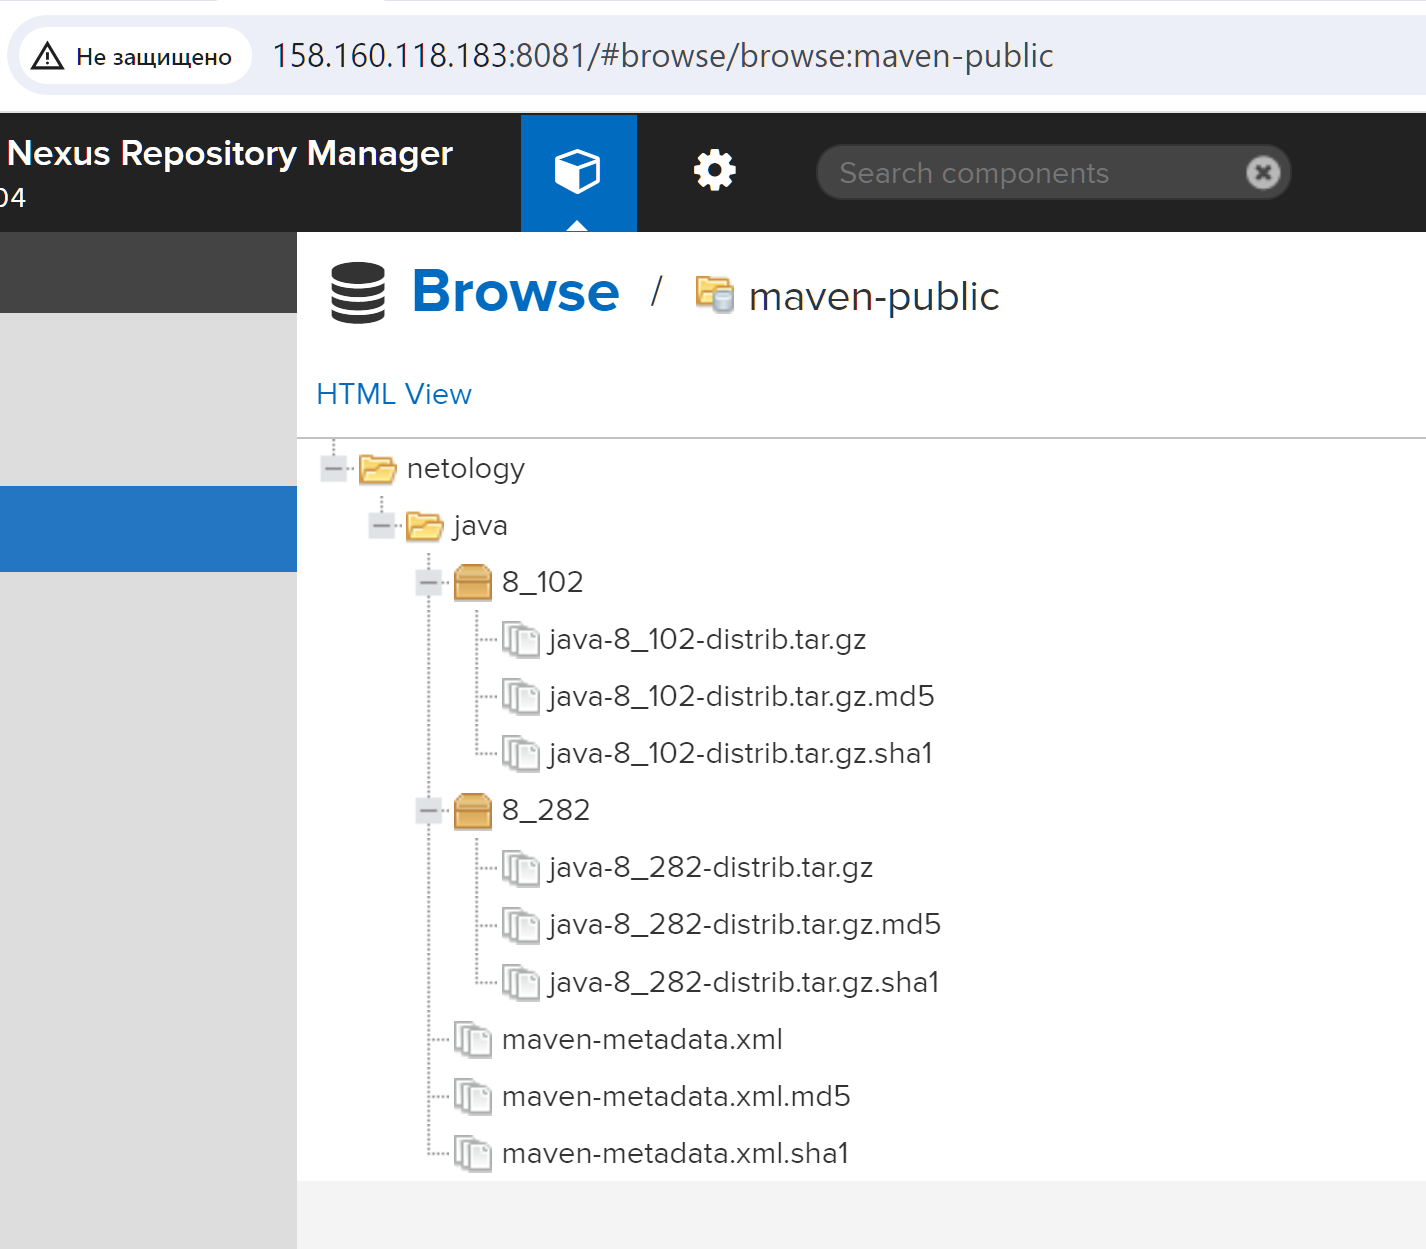 Не защищено 158.160.118.183:8081/#browse/browse:maven-public
Nexus Repository Manager
04
Search components
Browse / maven-public
HTML View
netology
java
8_102
java-8_102-distrib.tar.gz
java-8_102-distrib.tar.gz.md5
java-8_102-distrib.tar.gz.sha1
8_282
java-8_282-distrib.tar.gz
java-8_282-distrib.tar.gz.md5
java-8_282-distrib.tar.gz.sha1
maven-metadata.xml
maven-metadata.xml.md5
maven-metadata.xml.sha1